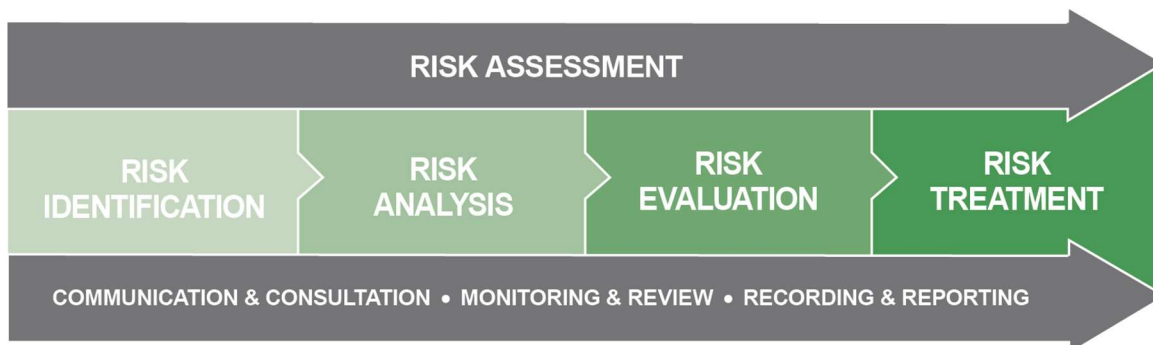 RISK ASSESSMENT
RISK
IDENTIFICATION
RISK
ANALYSIS
RISK
EVALUATION
RISK
TREATMENT
COMMUNICATION & CONSULTATION • MONITORING & REVIEW • RECORDING & REPORTING